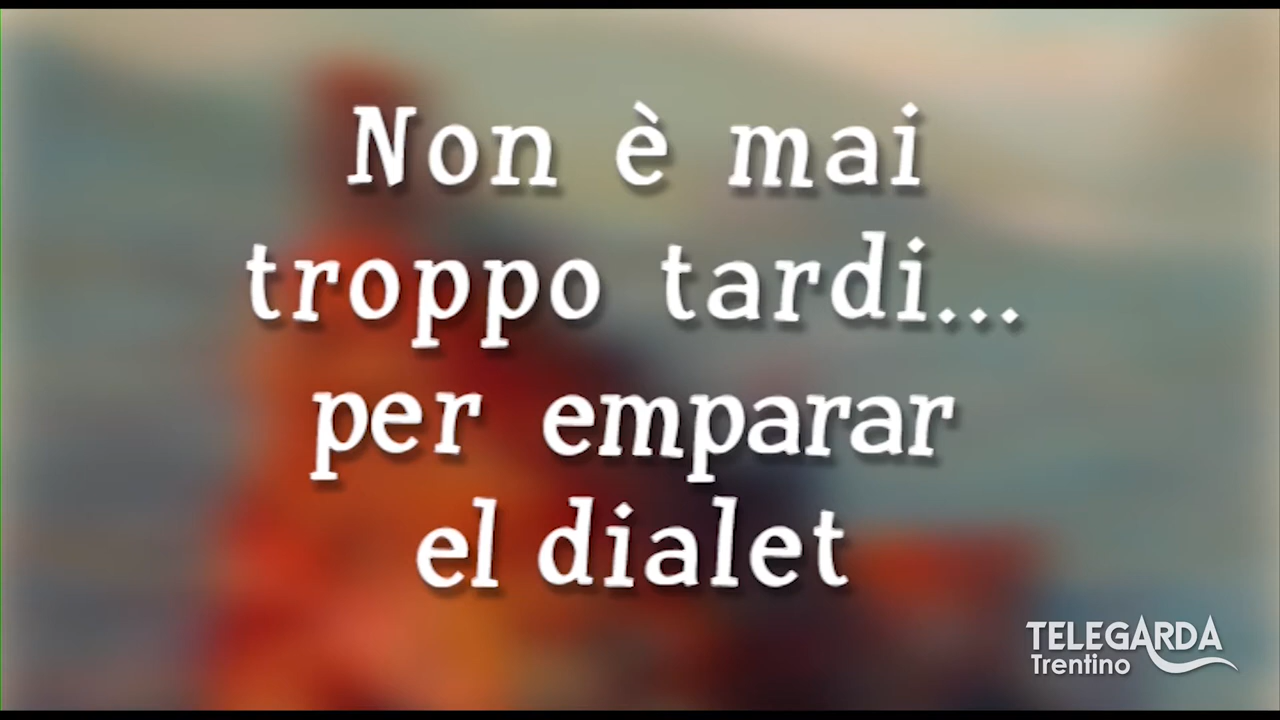 Non è mai
troppo tardi...
per emparar
el dialet
TELEGARDA
Trentino